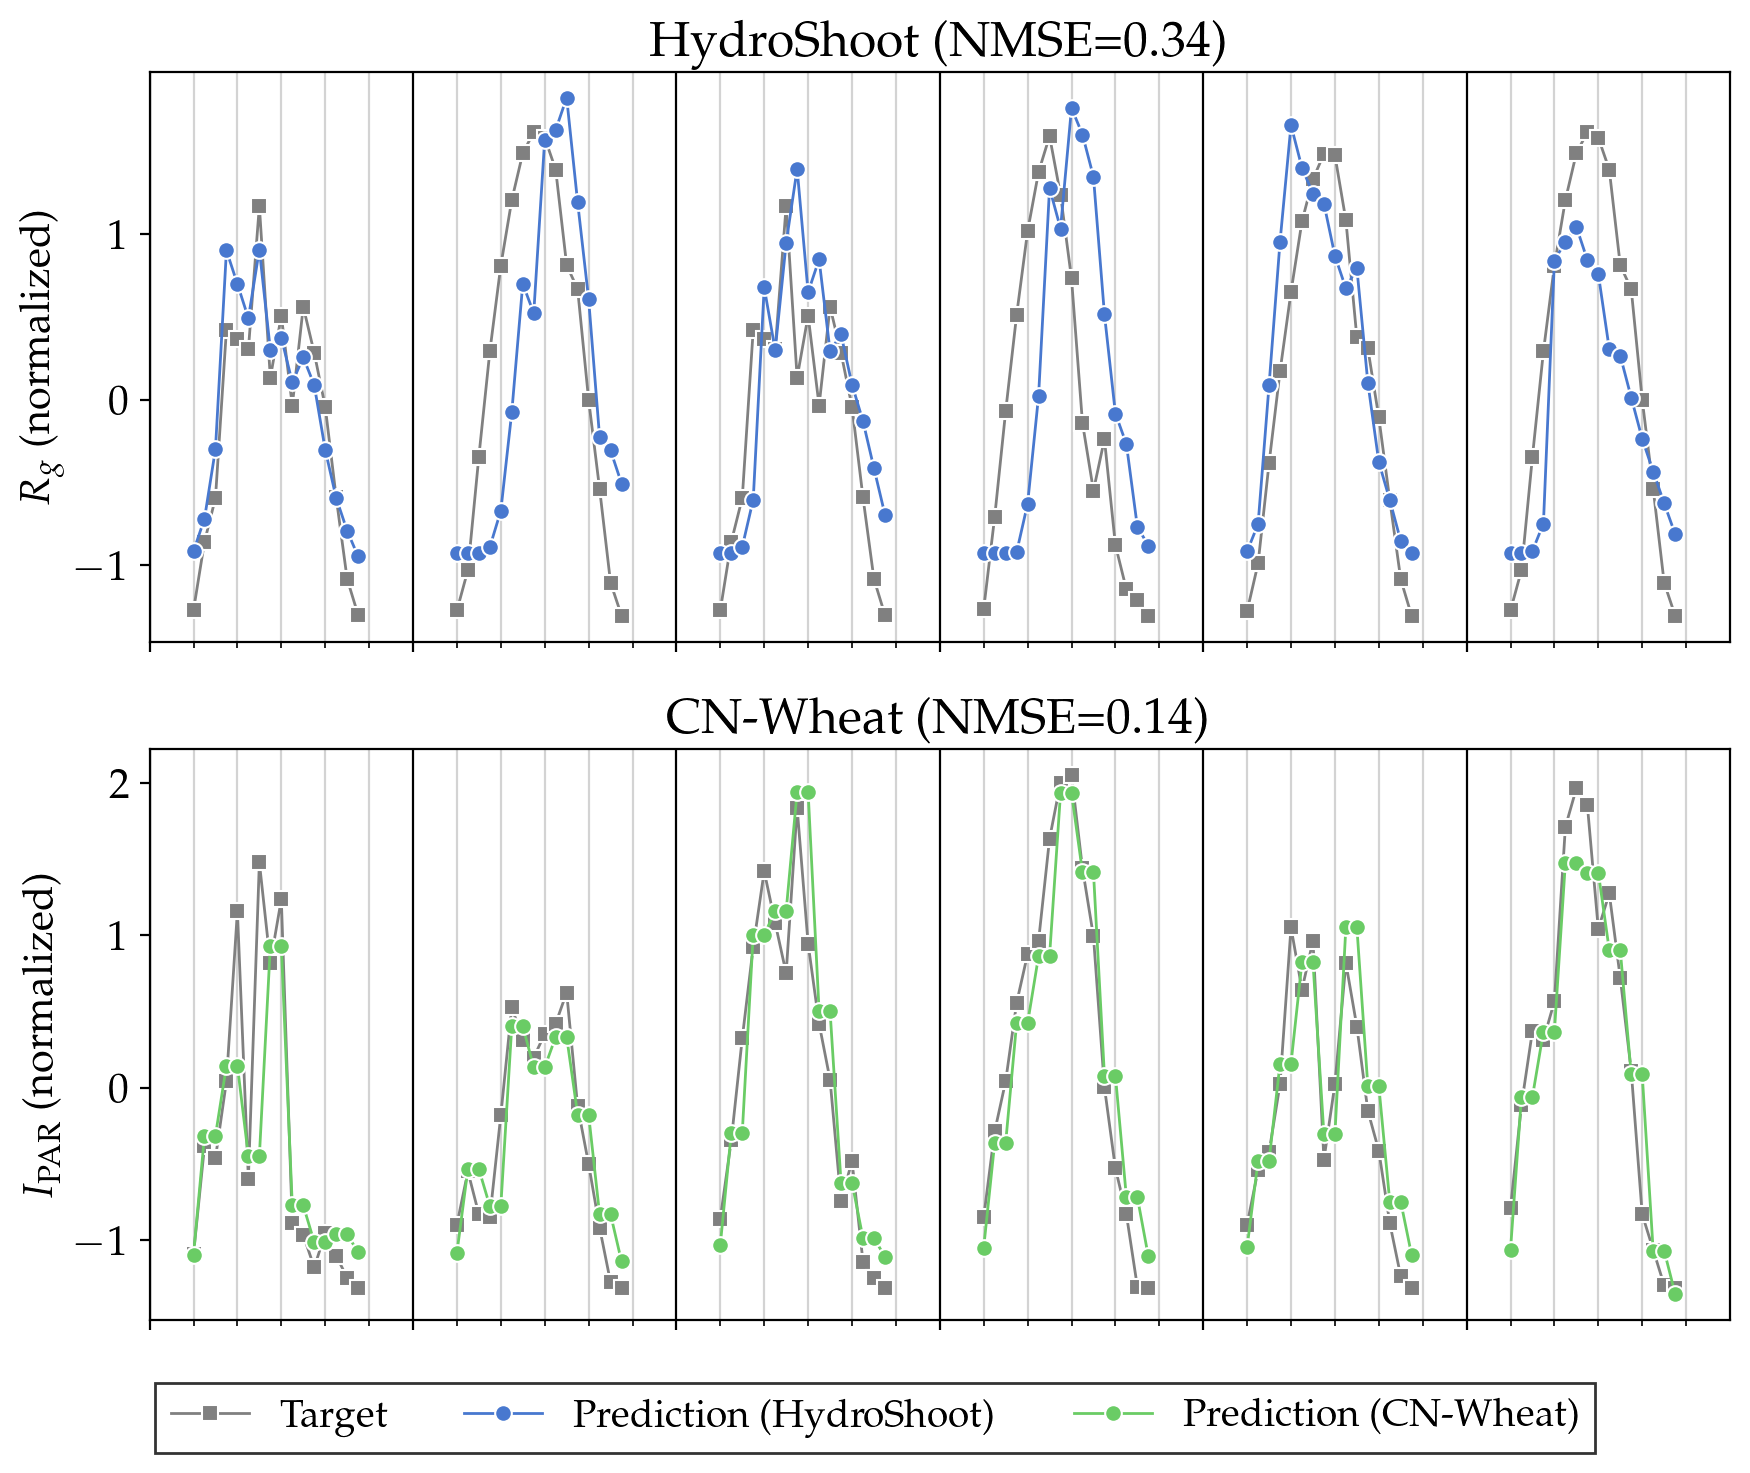 HydroShoot (NMSE=0.34)
R_g (normalized)
1
0
−1
CN-Wheat (NMSE=0.14)
I_PAR (normalized)
2
1
0
−1
Target
Prediction (HydroShoot)
Prediction (CN-Wheat)